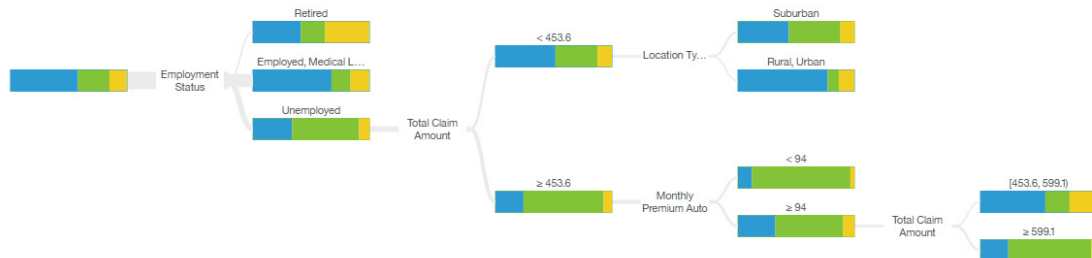 Retired
Employment
Status
Employed, Medical L...
Unemployed
Total Claim
Amount
< 453.6
Location Ty...
Suburban
Rural, Urban
≥ 453.6
Monthly
Premium Auto
< 94
≥ 94
Total Claim
Amount
[453.6, 599.1)
≥ 599.1